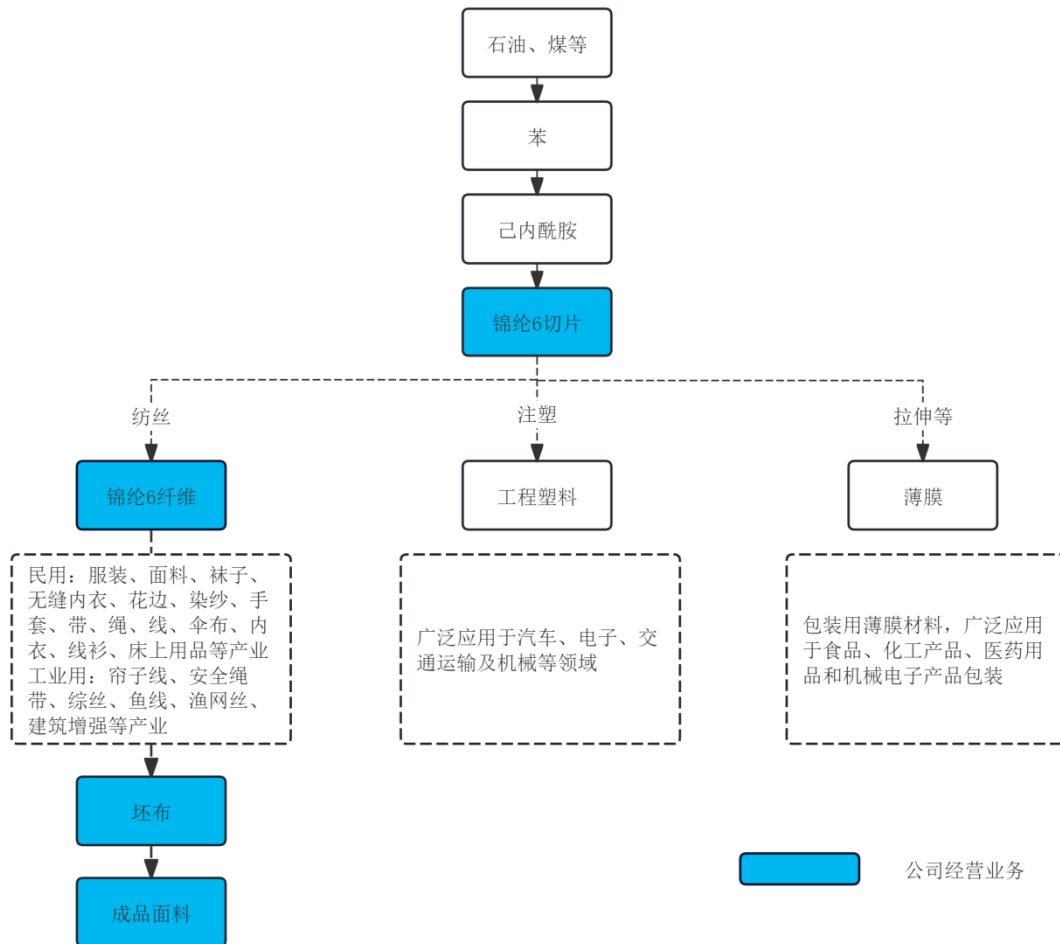 石油、煤等
苯
己内酰胺
锦纶6切片
纺丝
注塑
拉伸等
锦纶6纤维
工程塑料
薄膜
民用：服装、面料、袜子、
无缝内衣、花边、染纱、手
套、带、绳、线、伞布、内
衣、线衫、床上用品等产业
工业用：帘子线、安全绳
带、综丝、鱼线、渔网丝、
建筑增强等产业
广泛应用于汽车、电子、交
通运输及机械等领域
包装用薄膜材料，广泛应用
于食品、化工产品、医药用
品和机械电子产品包装
坯布
成品面料
公司经营业务